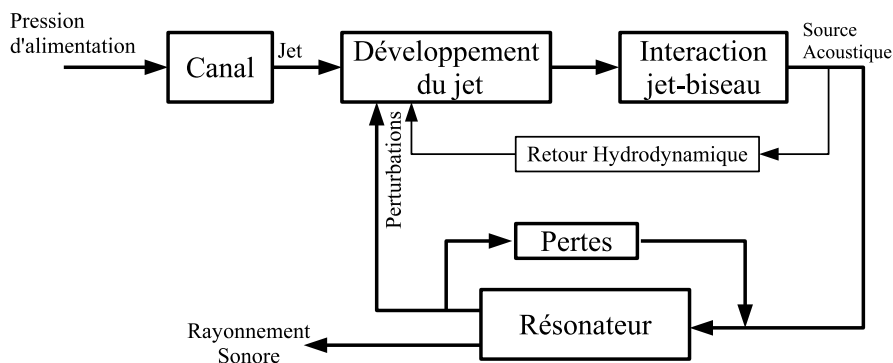 Pression
d'alimentation
Canal
Jet
Développement
du jet
Interaction
jet-biseau
Source
Acoustique
Perturbations
Retour Hydrodynamique
Pertes
Résonateur
Rayonnement
Sonore